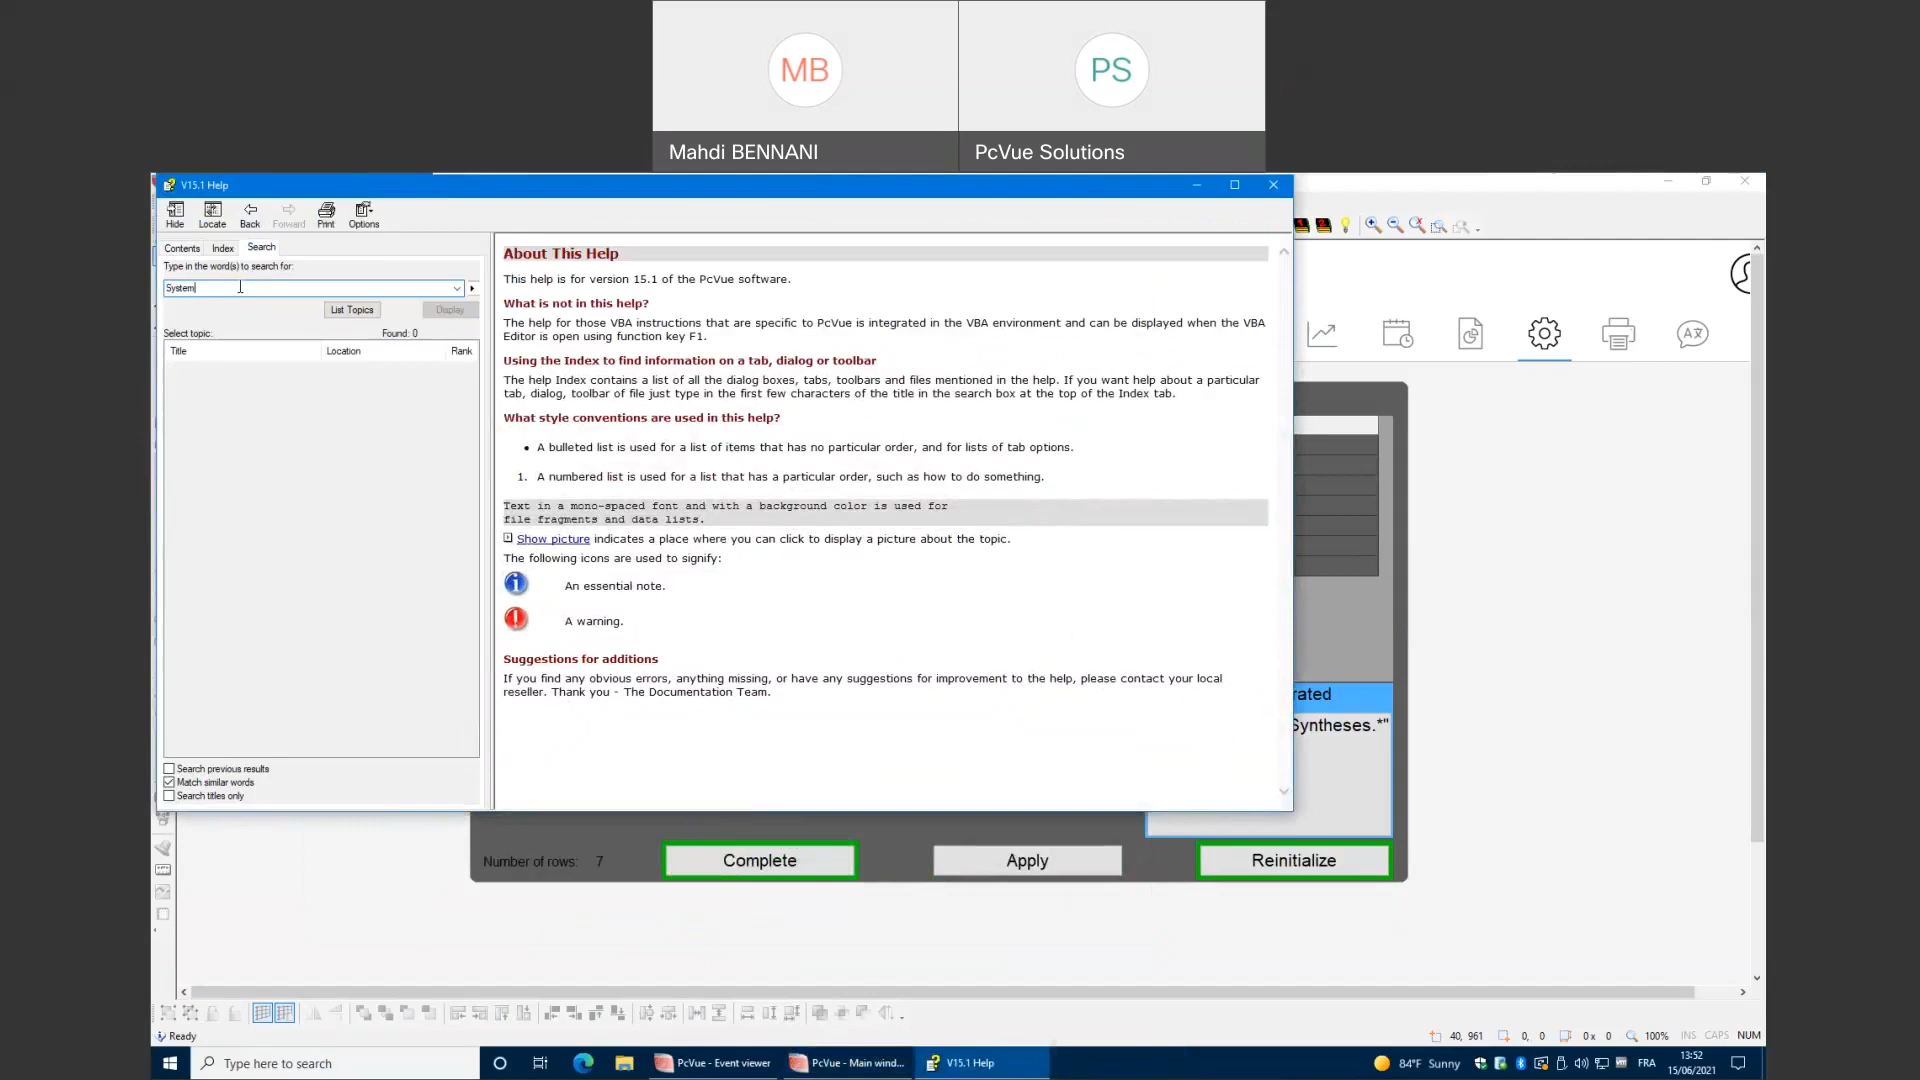 MB
PS
Mahdi BENNANI
PcVue Solutions
V15.1 Help
Hide
Locate
Back
Forward
Print
Options
Contents
Index
Search
Type in the word(s) to search for:
System
List Topics
Display
Select topic:
Found: 0
Title
Location
Rank
Search previous results
Match similar words
Search titles only
About This Help
This help is for version 15.1 of the PcVue software.
What is not in this help?
The help for those VBA instructions that are specific to PcVue is integrated in the VBA environment and can be displayed when the VBA
Editor is open using function key F1.
Using the Index to find information on a tab, dialog or toolbar
The help Index contains a list of all the dialog boxes, tabs, toolbars and files mentioned in the help. If you want help about a particular
tab, dialog, toolbar of file just type in the first few characters of the title in the search box at the top of the Index tab.
What style conventions are used in this help?
• A bulleted list is used for a list of items that has no particular order, and for lists of tab options.
1. A numbered list is used for a list that has a particular order, such as how to do something.
Text in a mono-spaced font and with a background color is used for
file fragments and data lists.
Show picture indicates a place where you can click to display a picture about the topic.
The following icons are used to signify:
An essential note.
A warning.
Suggestions for additions
If you find any obvious errors, anything missing, or have any suggestions for improvement to the help, please contact your local
reseller. Thank you - The Documentation Team.
rated
Syntheses.*"
Number of rows: 7
Complete
Apply
Reinitialize
Ready
40, 961
0, 0
0 x 0
100%
INS CAPS NUM
Type here to search
PcVue - Event viewer
PcVue - Main wind...
V15.1 Help
84°F Sunny
FRA
13:52
15/06/2021